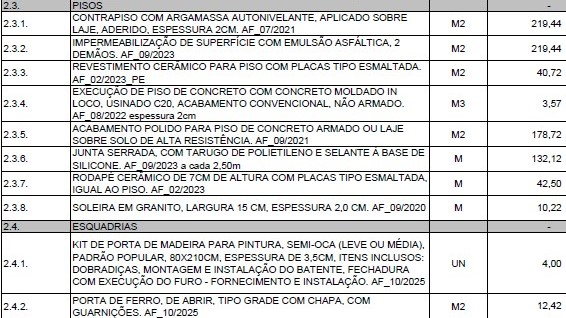 2.3. PISOS -
2.3.1. CONTRAPISO COM ARGAMASSA AUTONIVELANTE, APLICADO SOBRE
LAJE, ADERIDO, ESPESSURA 2CM. AF_07/2021 M2 219,44
2.3.2. IMPERMEABILIZAÇÃO DE SUPERFÍCIE COM EMULSÃO ASFÁLTICA, 2
DEMÃOS. AF_09/2023 M2 219,44
2.3.3. REVESTIMENTO CERÂMICO PARA PISO COM PLACAS TIPO ESMALTADA.
AF_02/2023_PE M2 40,72
2.3.4. EXECUÇÃO DE PISO DE CONCRETO COM CONCRETO MOLDADO IN
LOCO, USINADO C20, ACABAMENTO CONVENCIONAL, NÃO ARMADO.
AF_08/2022 espessura 2cm M3 3,57
2.3.5. ACABAMENTO POLIDO PARA PISO DE CONCRETO ARMADO OU LAJE
SOBRE SOLO DE ALTA RESISTÊNCIA. AF_09/2021 M2 178,72
2.3.6. JUNTA SERRADA, COM TARUGO DE POLIETILENO E SELANTE À BASE DE
SILICONE. AF_09/2023 a cada 2,50m M 132,12
2.3.7. RODAPÉ CERÂMICO DE 7CM DE ALTURA COM PLACAS TIPO ESMALTADA,
IGUAL AO PISO. AF_02/2023 M 42,50
2.3.8. SOLEIRA EM GRANITO, LARGURA 15 CM, ESPESSURA 2,0 CM. AF_09/2020 M 10,22
2.4. ESQUADRIAS -
2.4.1. KIT DE PORTA DE MADEIRA PARA PINTURA, SEMI-OCA (LEVE OU MÉDIA),
PADRÃO POPULAR, 80X210CM, ESPESSURA DE 3,5CM, ITENS INCLUSOS:
DOBRADIÇAS, MONTAGEM E INSTALAÇÃO DO BATENTE, FECHADURA
COM EXECUÇÃO DO FURO - FORNECIMENTO E INSTALAÇÃO. AF_10/2025 UN 4,00
2.4.2. PORTA DE FERRO, DE ABRIR, TIPO GRADE COM CHAPA, COM
GUARNIÇÕES. AF_10/2025 M2 12,42